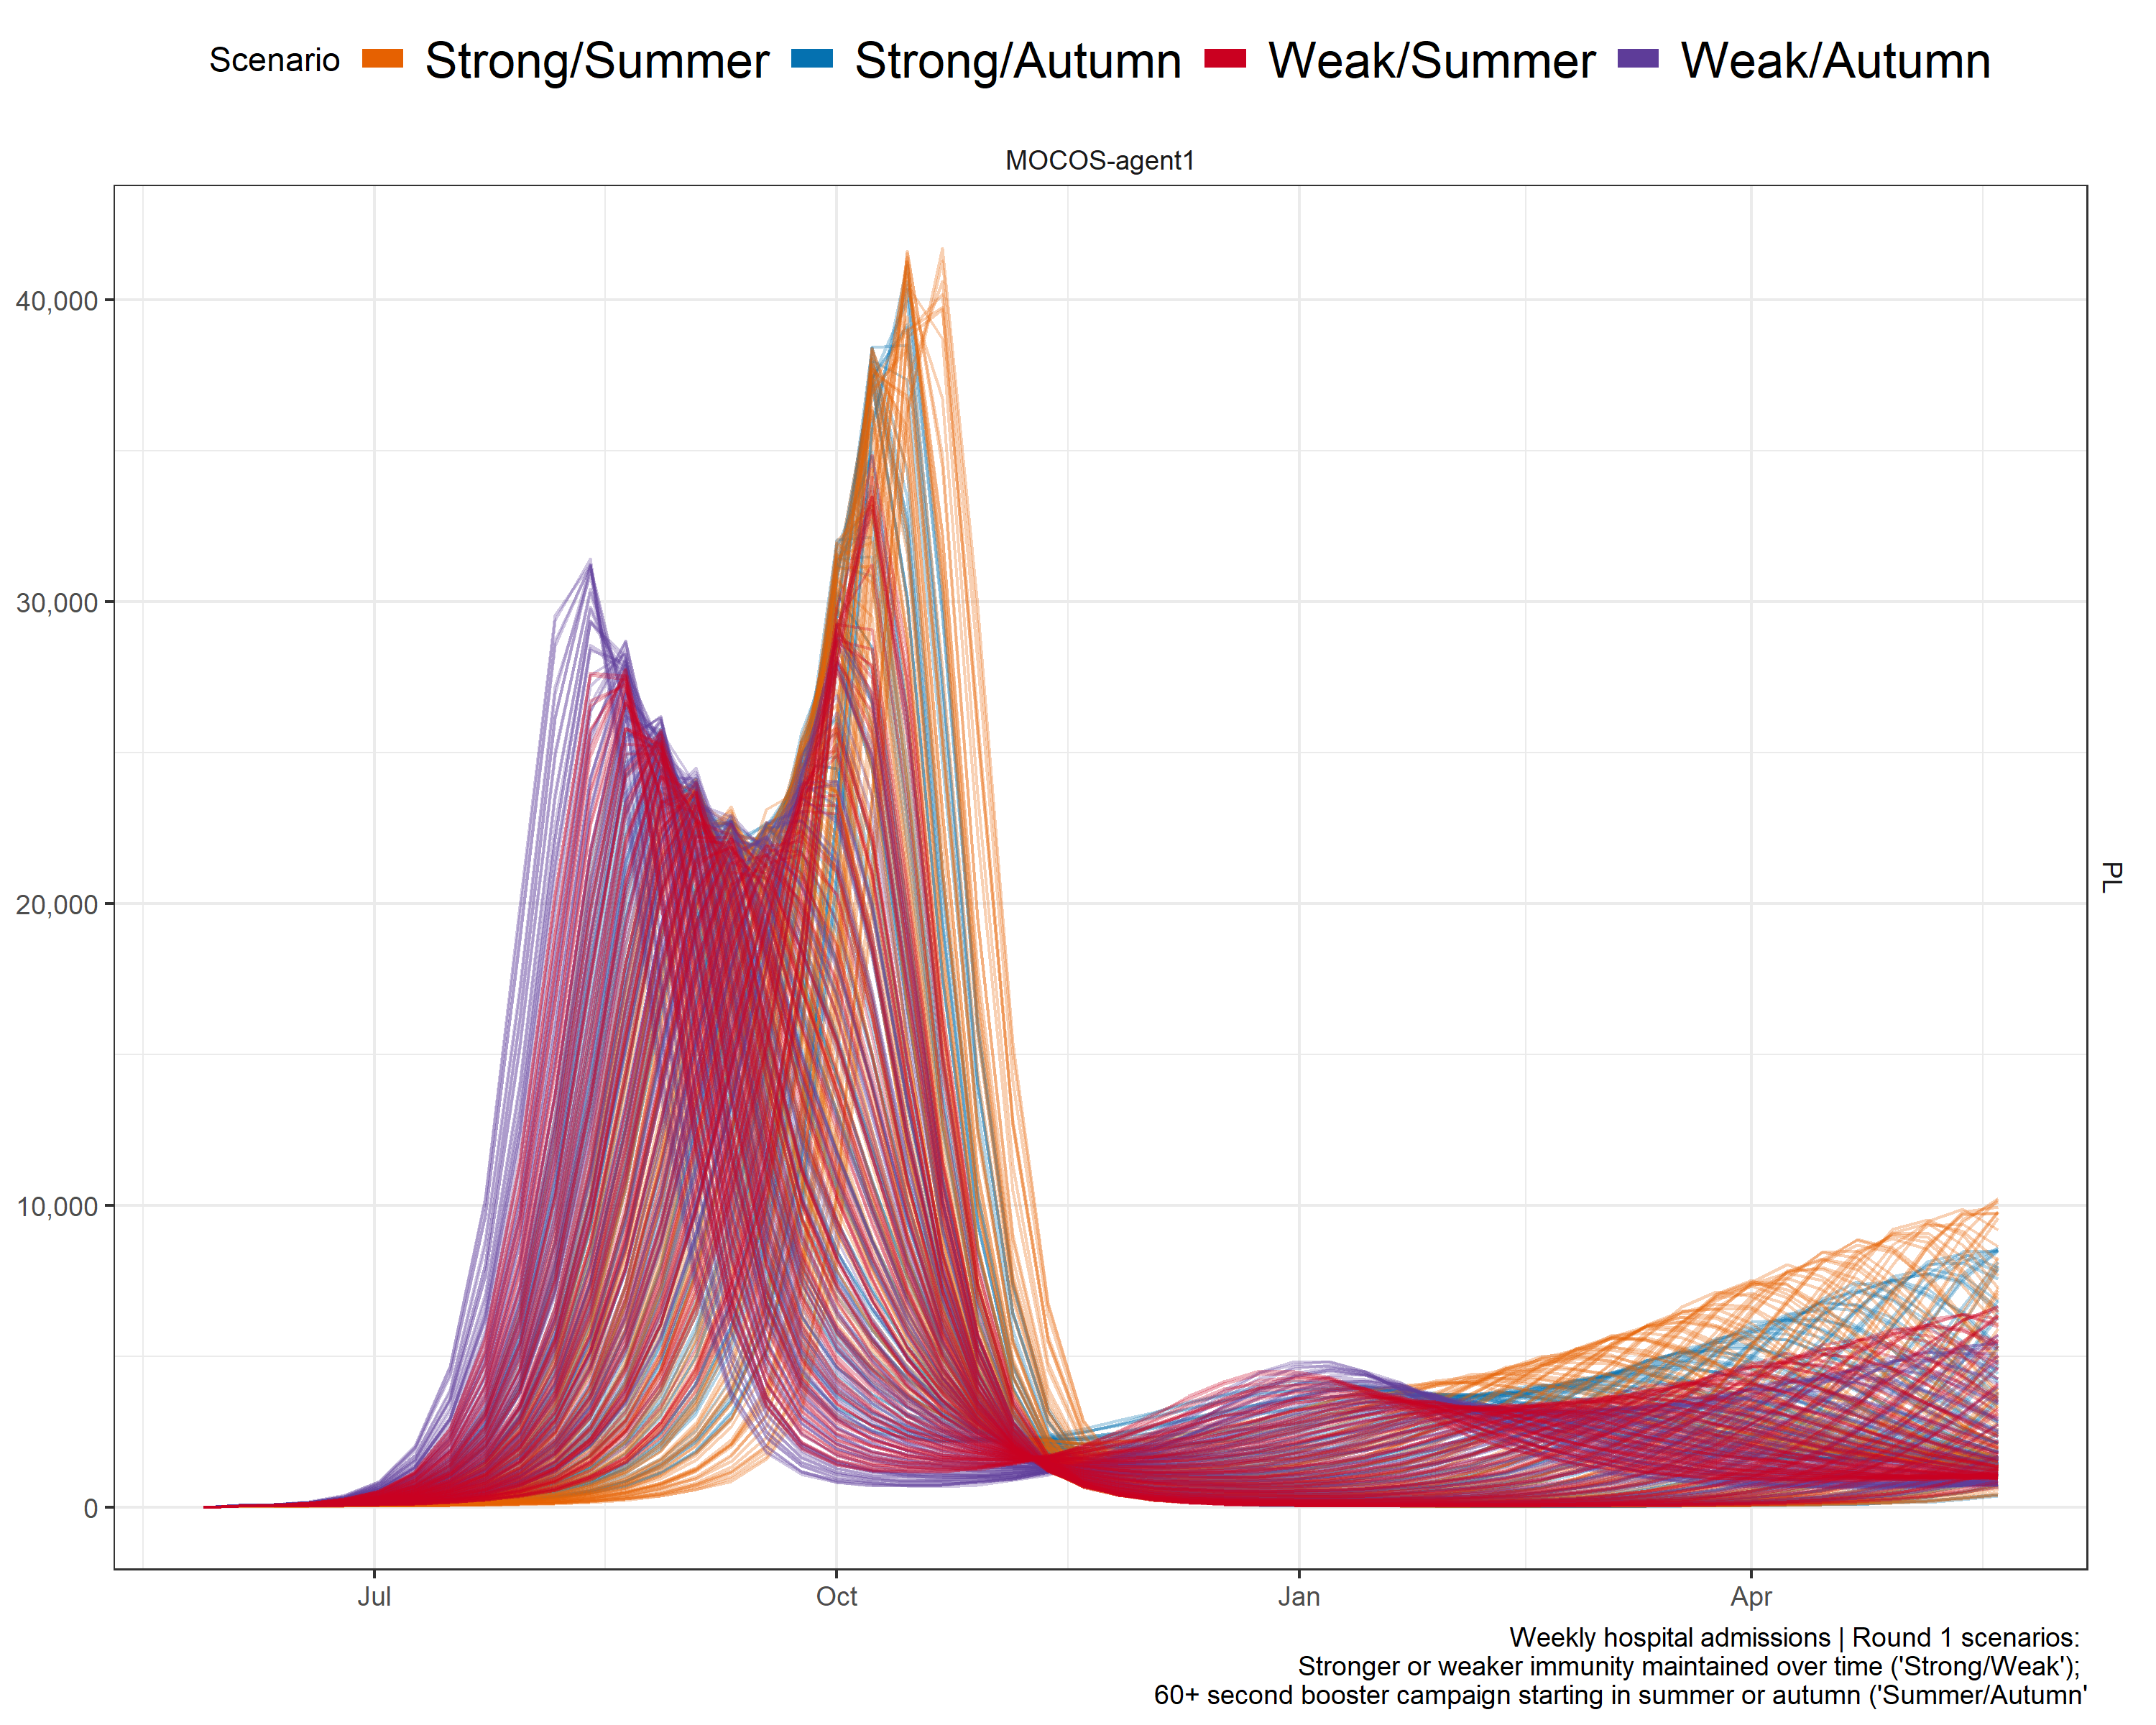 Scenario Strong/Summer Strong/Autumn Weak/Summer Weak/Autumn
MOCOS-agent1
40,000
30,000
20,000
10,000
0
PL
Jul Oct Jan Apr
Weekly hospital admissions | Round 1 scenarios:
Stronger or weaker immunity maintained over time ('Strong/Weak');
60+ second booster campaign starting in summer or autumn ('Summer/Autumn'